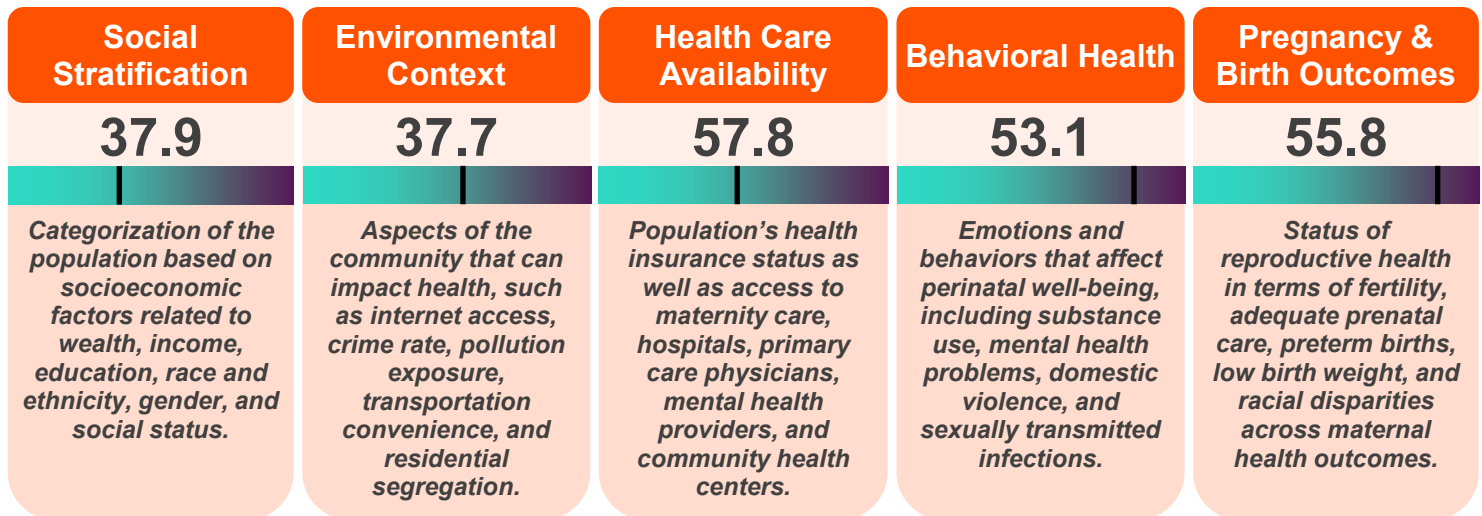 Social
Stratification
37.9
Categorization of the
population based on
socioeconomic
factors related to
wealth, income,
education, race and
ethnicity, gender, and
social status.
Environmental
Context
37.7
Aspects of the
community that can
impact health, such
as internet access,
crime rate, pollution
exposure,
transportation
convenience, and
residential
segregation.
Health Care
Availability
57.8
Population’s health
insurance status as
well as access to
maternity care,
hospitals, primary
care physicians,
mental health
providers, and
community health
centers.
Behavioral Health
53.1
Emotions and
behaviors that affect
perinatal well-being,
including substance
use, mental health
problems, domestic
violence, and
sexually transmitted
infections.
Pregnancy &
Birth Outcomes
55.8
Status of
reproductive health
in terms of fertility,
adequate prenatal
care, preterm births,
low birth weight, and
racial disparities
across maternal
health outcomes.